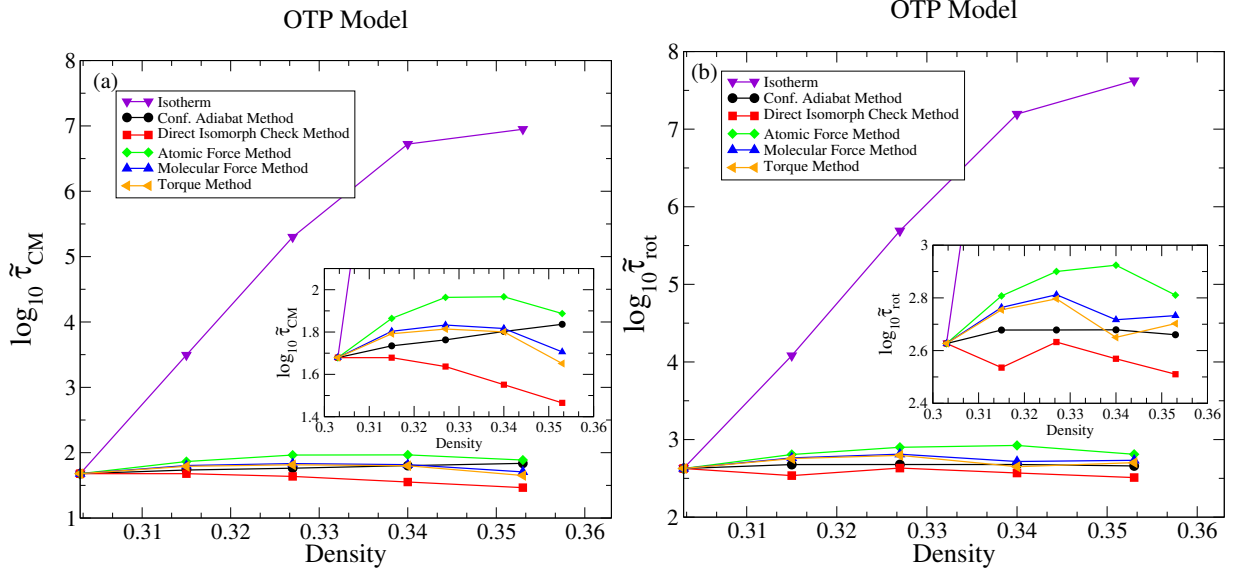 OTP Model
(a)
Isotherm
Conf. Adiabat Method
Direct Isomorph Check Method
Atomic Force Method
Molecular Force Method
Torque Method
8
7
6
5
4
3
2
1
log₁₀ τ̃_CM
0.31 0.32 0.33 0.34 0.35 0.36
Density
2
1.8
1.6
1.4
log₁₀ τ̃_CM
0.3 0.31 0.32 0.33 0.34 0.35 0.36
Density
OTP Model
(b)
Isotherm
Conf. Adiabat Method
Direct Isomorph Check Method
Atomic Force Method
Molecular Force Method
Torque Method
8
7
6
5
4
3
2
log₁₀ τ̃_rot
0.31 0.32 0.33 0.34 0.35 0.36
Density
3
2.8
2.6
2.4
log₁₀ τ̃_rot
0.3 0.31 0.32 0.33 0.34 0.35 0.36
Density